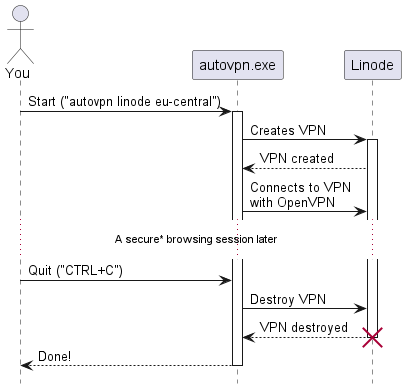 You
autovpn.exe
Linode
Start ("autovpn linode eu-central")
Creates VPN
VPN created
Connects to VPN
with OpenVPN
A secure* browsing session later
Quit ("CTRL+C")
Destroy VPN
VPN destroyed
Done!